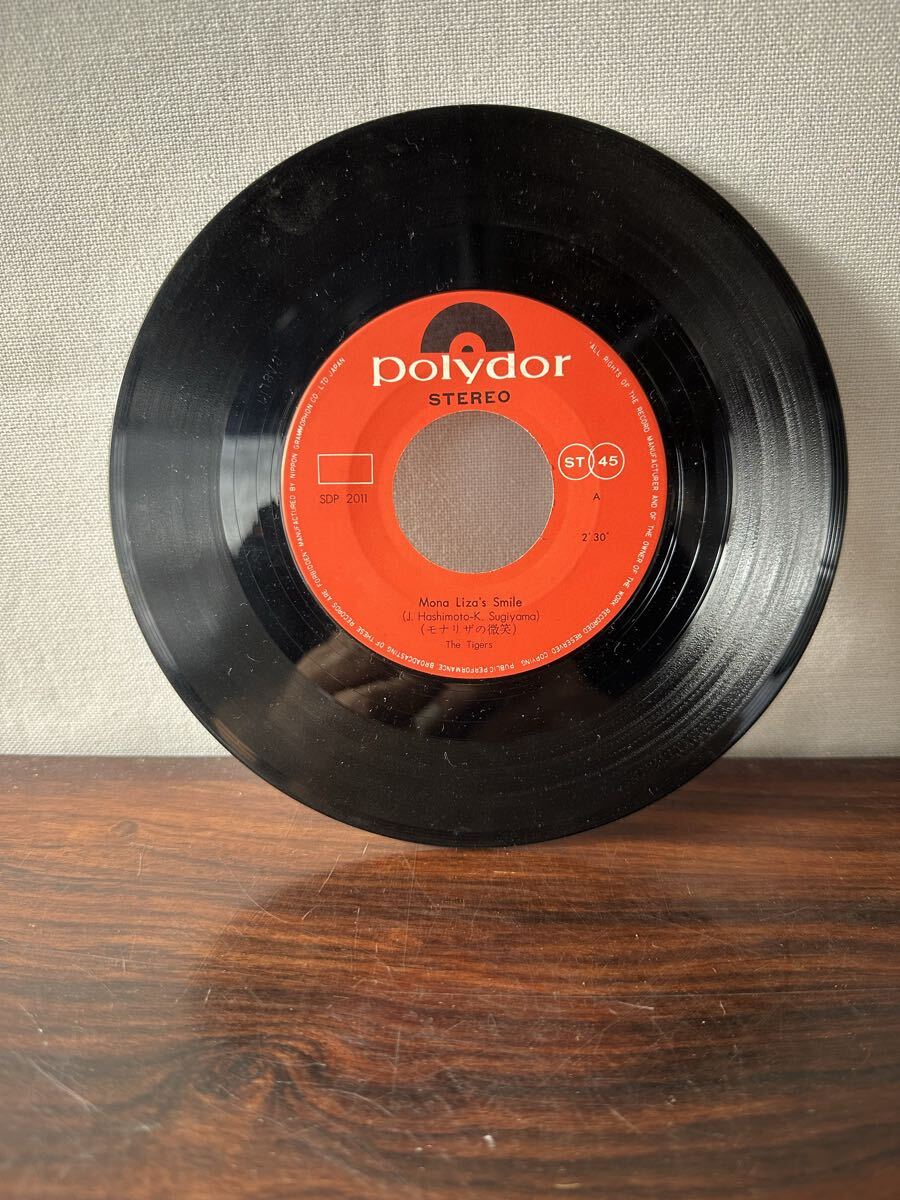 polydor
STEREO
ST 45
SDP 2011
A
2'30"
Mona Liza's Smile
(J. Hashimoto-K. Sugiyama)
(モナリザの微笑)
The Tigers
ALL RIGHTS OF THE RECORD MANUFACTURER AND OF THE OWNER OF THE WORK RECORDED RESERVED COPYING PUBLIC PERFORMANCE BROADCASTING OF THESE RECORDS ARE FORBIDDEN. MANUFACTURED BY NIPPON GRAMMOPHON CO. LTD JAPAN